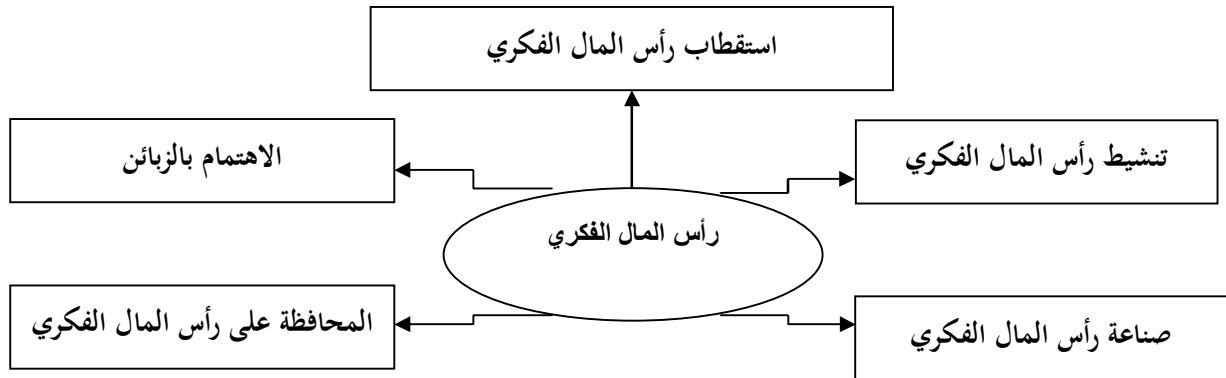 استقطاب رأس المال الفكري
تنشيط رأس المال الفكري
الاهتمام بالزبائن
رأس المال الفكري
صناعة رأس المال الفكري
المحافظة على رأس المال الفكري